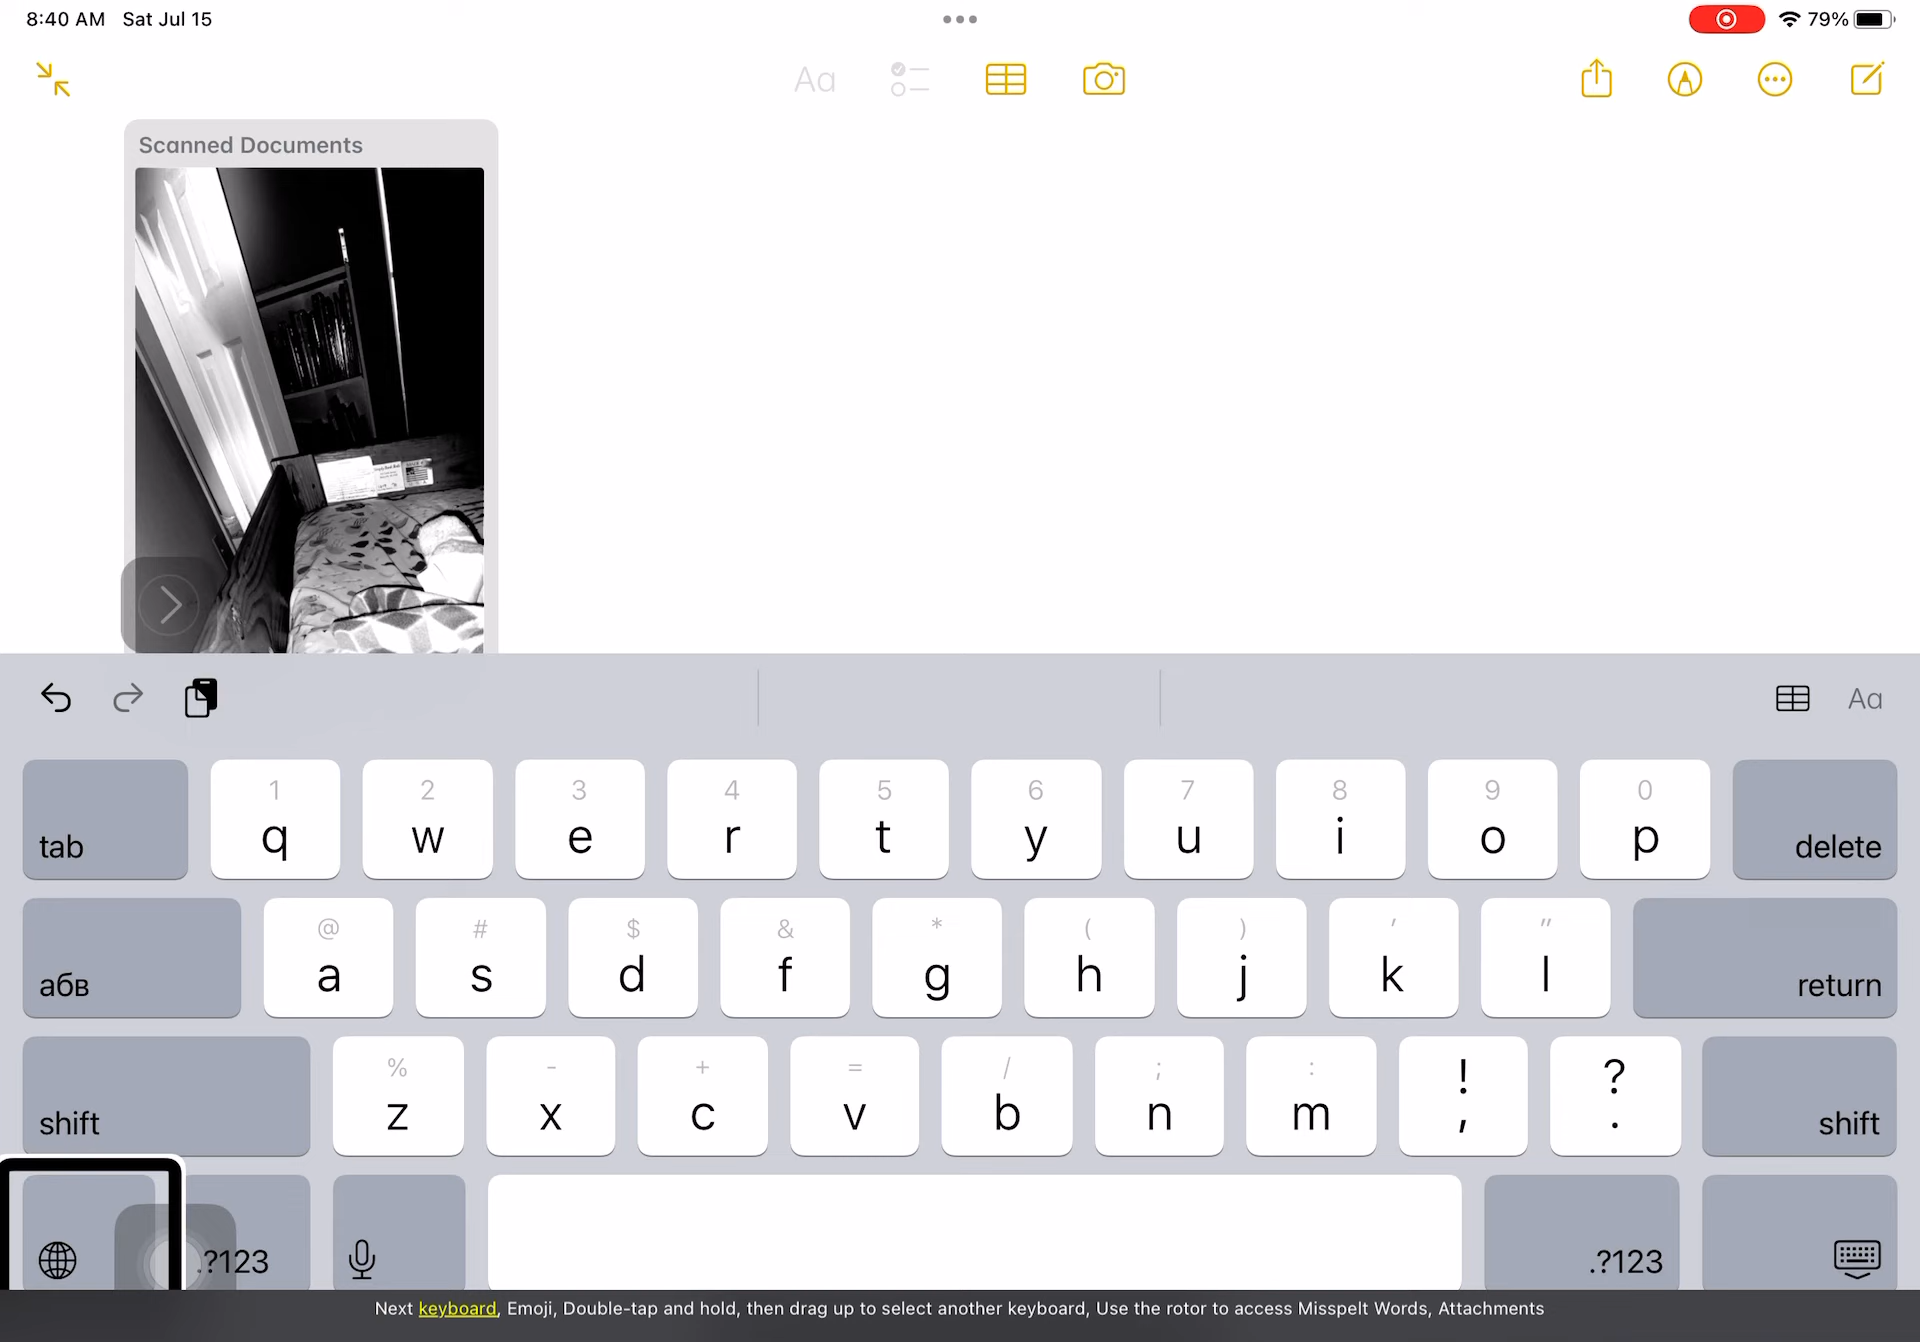 8:40 AM Sat Jul 15
79%
Aa
Scanned Documents
Aa
tab
1 2 3 4 5 6 7 8 9 0
q w e r t y u i o p
delete
@ # $ & * ( ) ' "
абв
a s d f g h j k l
return
% - + = / ; : ! ?
shift
z x c v b n m , .
shift
.?123
.?123
Next keyboard, Emoji, Double-tap and hold, then drag up to select another keyboard, Use the rotor to access Misspelt Words, Attachments